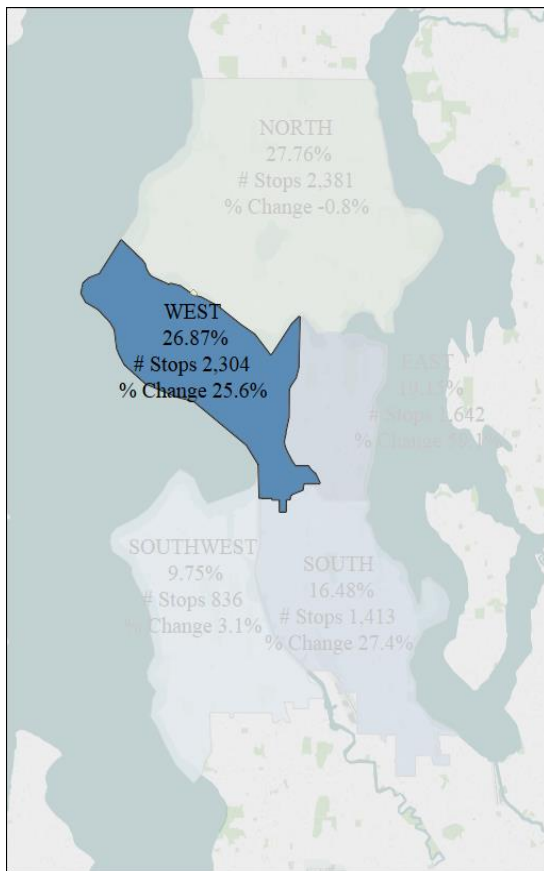 NORTH
27.76%
# Stops 2,381
% Change -0.8%
WEST
26.87%
# Stops 2,304
% Change 25.6%
EAST
19.15%
# Stops 1,642
% Change
SOUTHWEST
9.75%
# Stops 836
% Change 3.1%
SOUTH
16.48%
# Stops 1,413
% Change 27.4%